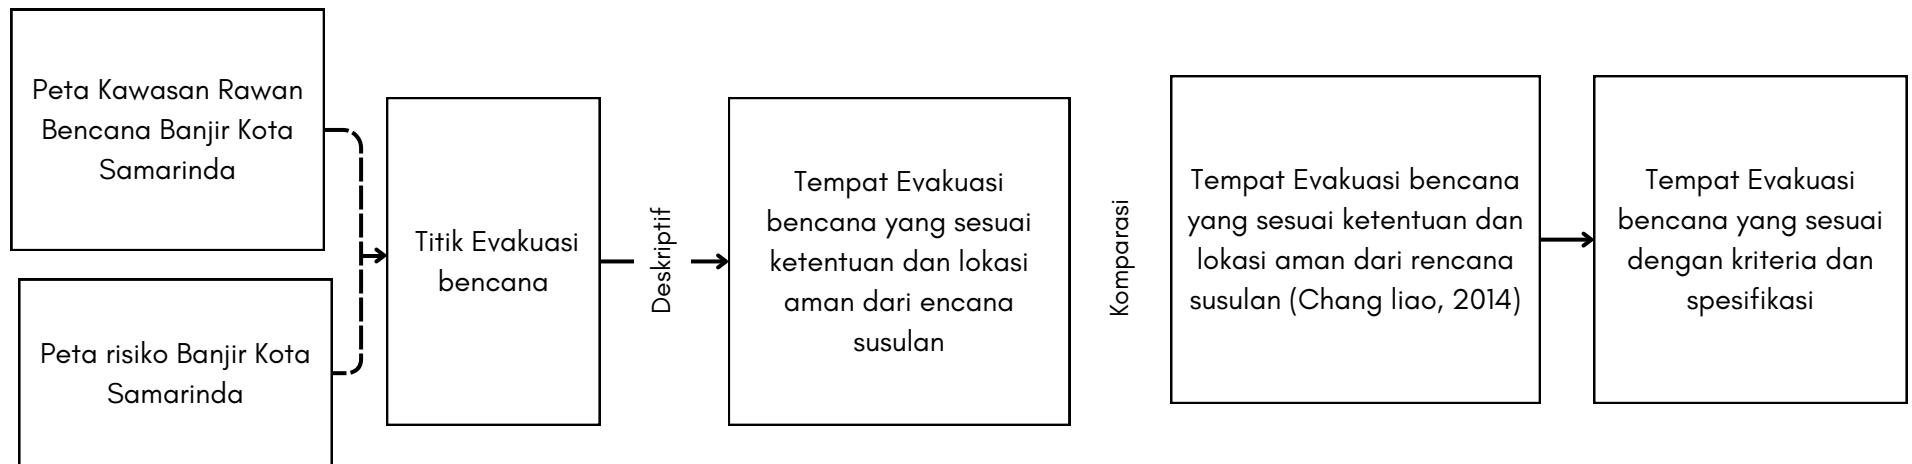 Peta Kawasan Rawan
Bencana Banjir Kota
Samarinda
Peta risiko Banjir Kota
Samarinda
Titik Evakuasi
bencana
Deskriptif
Tempat Evakuasi
bencana yang sesuai
ketentuan dan lokasi
aman dari encana
susulan
Komparasi
Tempat Evakuasi bencana
yang sesuai ketentuan dan
lokasi aman dari rencana
susulan (Chang liao, 2014)
Tempat Evakuasi
bencana yang sesuai
dengan kriteria dan
spesifikasi